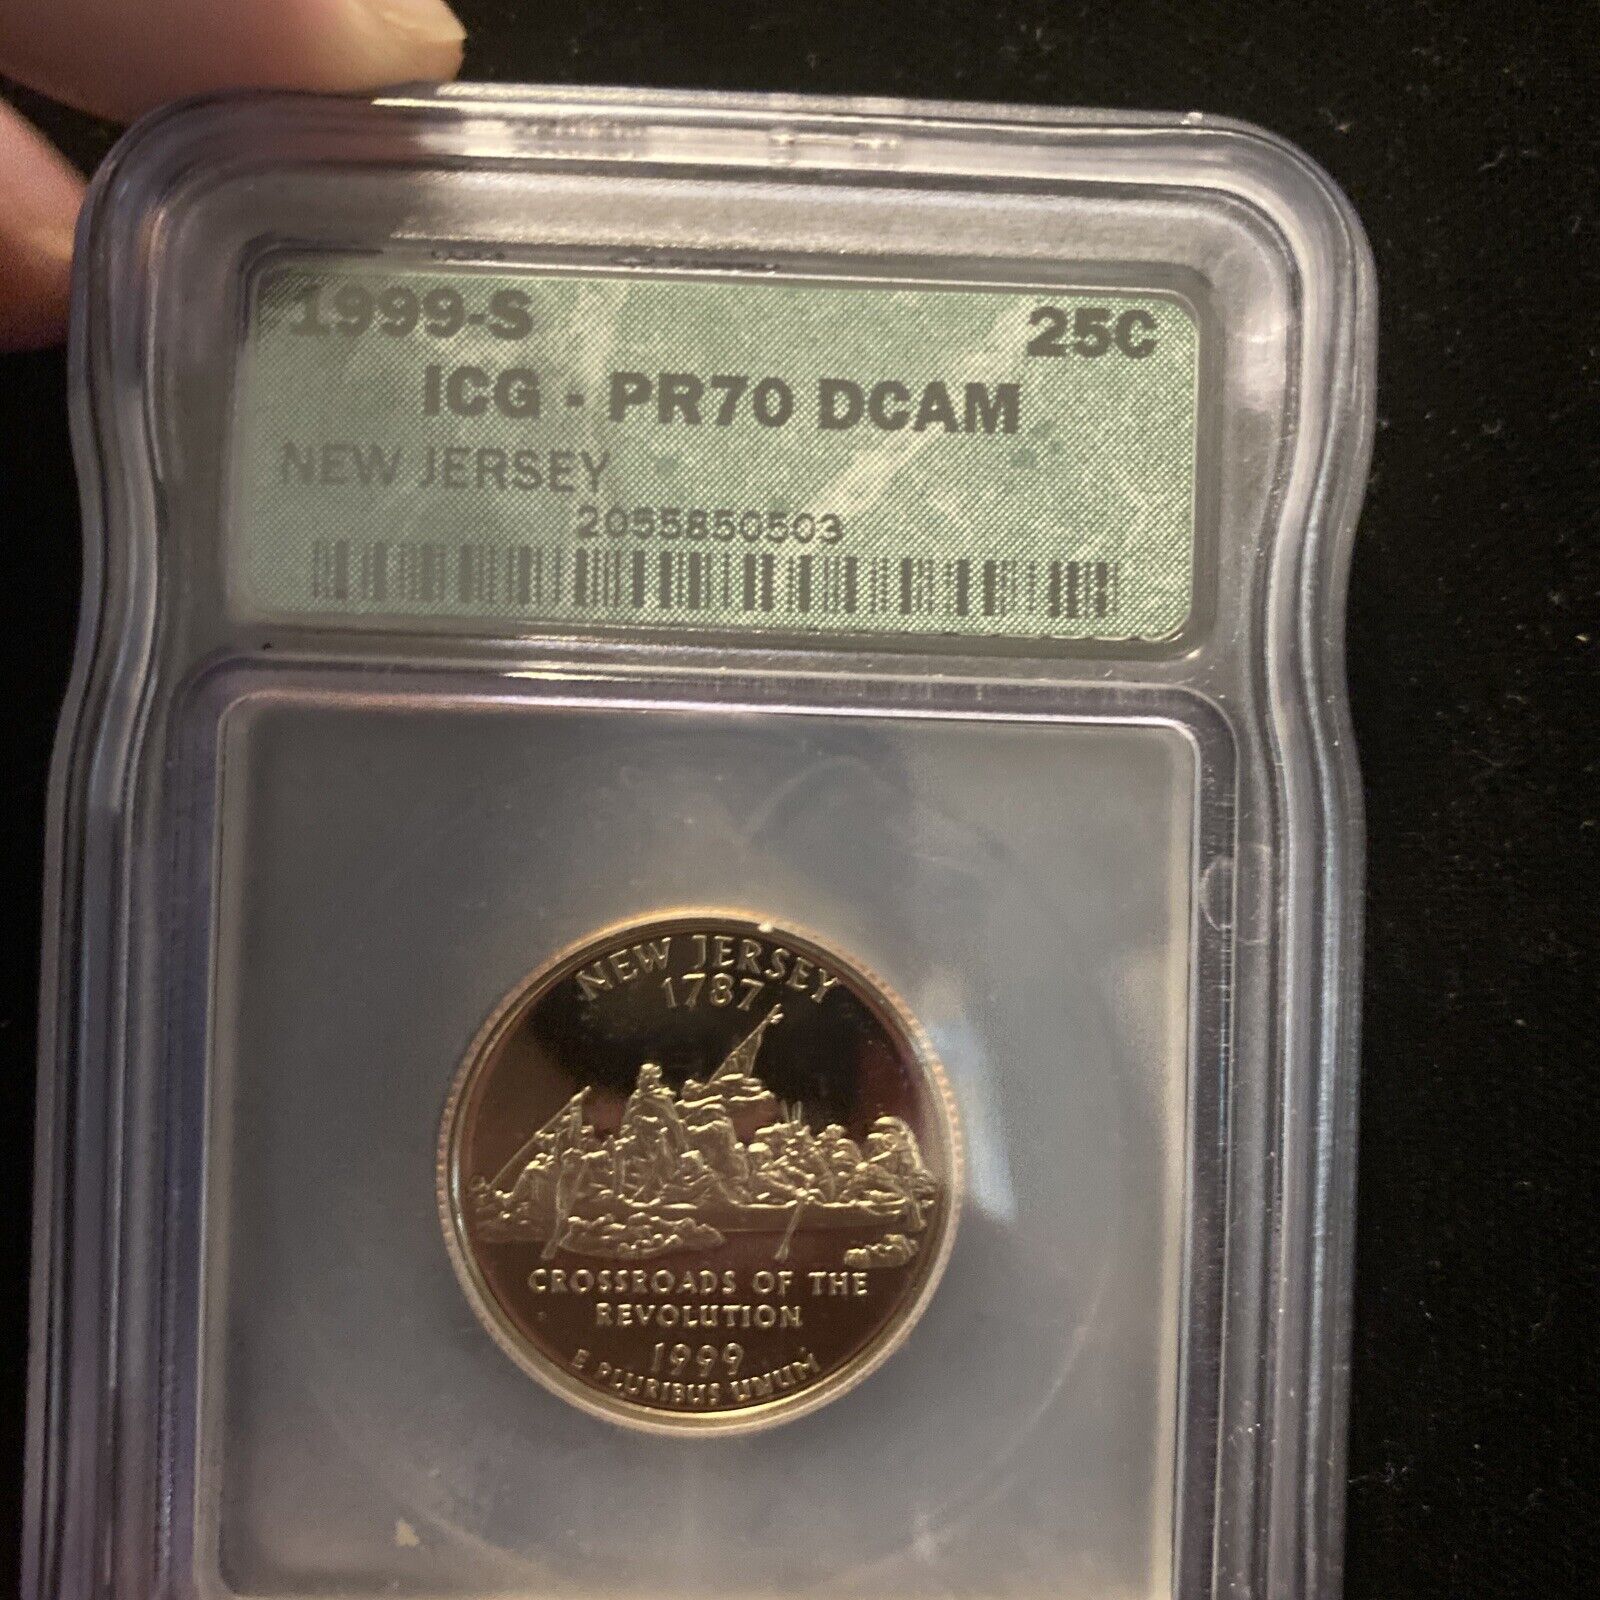 1999-S 25C
ICG - PR70 DCAM
NEW JERSEY
2055850503
NEW JERSEY
1787
CROSSROADS OF THE
REVOLUTION
1999
E PLURIBUS UNUM